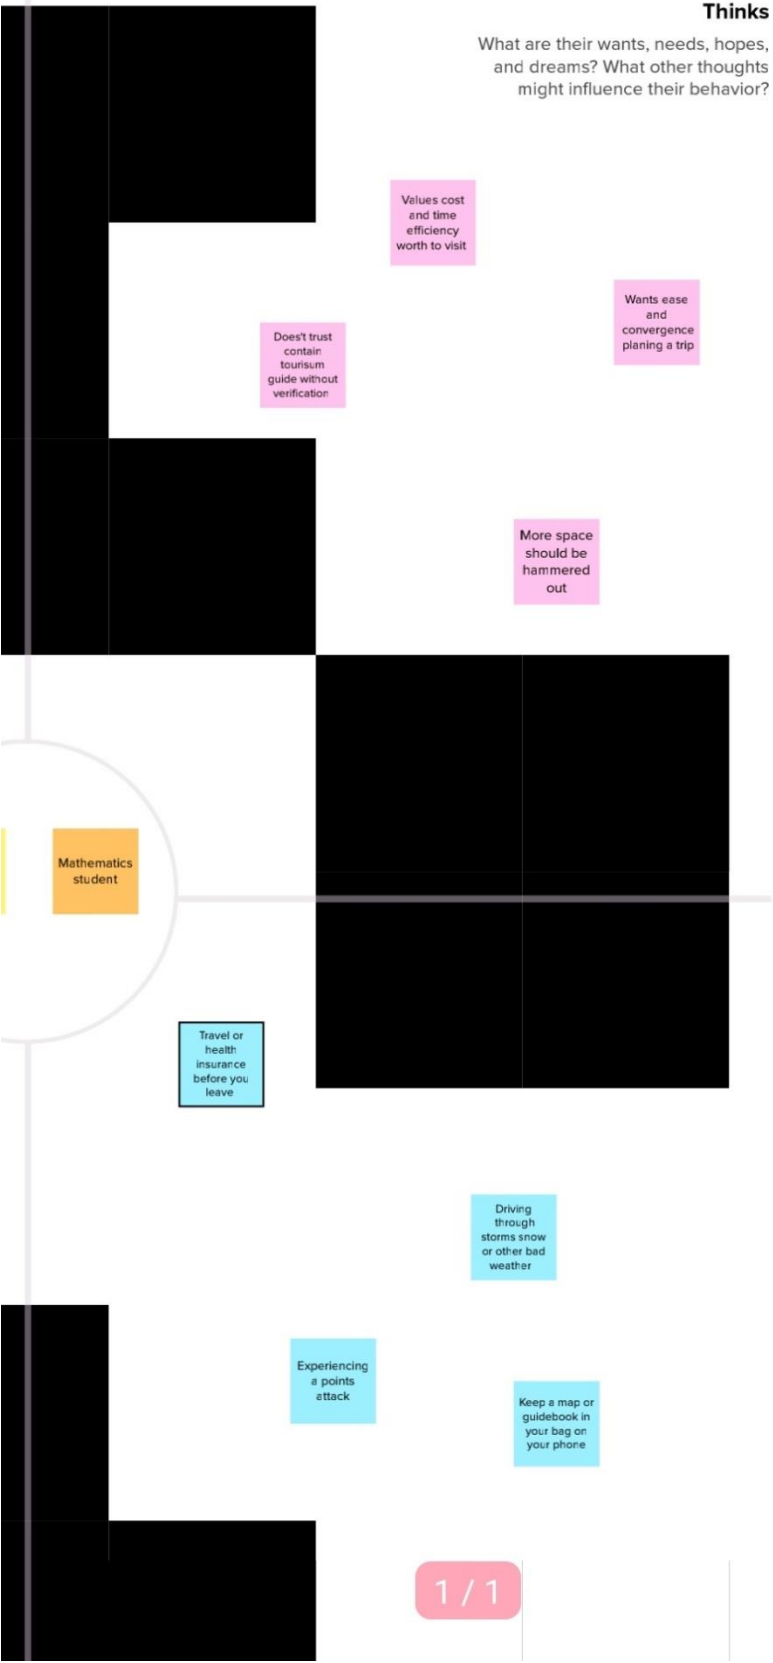 Thinks
What are their wants, needs, hopes,
and dreams? What other thoughts
might influence their behavior?
Values cost
and time
efficiency
worth to visit
Wants ease
and
convergence
planing a trip
Does't trust
contain
tourisum
guide without
verification
More space
should be
hammered
out
Mathematics
student
Travel or
health
insurance
before you
leave
Driving
through
storms snow
or other bad
weather
Experiencing
a points
attack
Keep a map or
guidebook in
your bag on
your phone
1 / 1